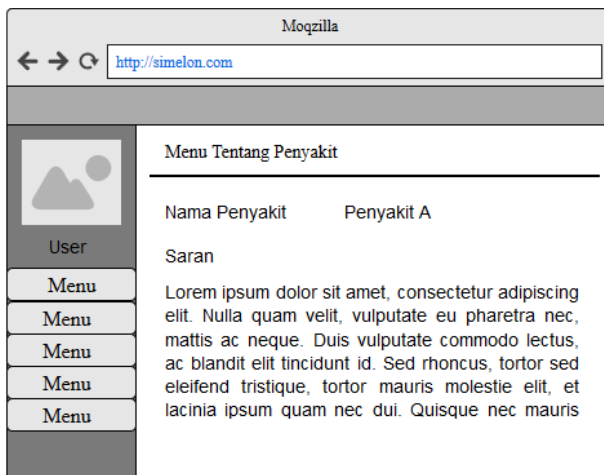 Moqzilla
http://simelon.com
User
Menu
Menu
Menu
Menu
Menu
Menu Tentang Penyakit
Nama Penyakit Penyakit A
Saran
Lorem ipsum dolor sit amet, consectetur adipiscing
elit. Nulla quam velit, vulputate eu pharetra nec,
mattis ac neque. Duis vulputate commodo lectus,
ac blandit elit tincidunt id. Sed rhoncus, tortor sed
eleifend tristique, tortor mauris molestie elit, et
lacinia ipsum quam nec dui. Quisque nec mauris